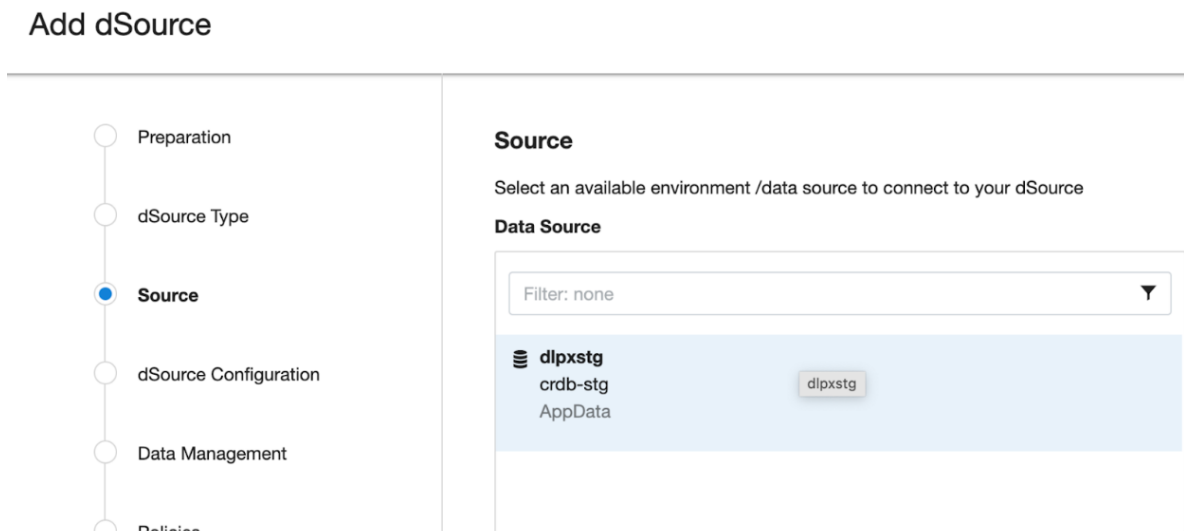 Add dSource
Preparation
dSource Type
Source
dSource Configuration
Data Management
Policies
Source
Select an available environment /data source to connect to your dSource
Data Source
Filter: none
dlpxstg
crdb-stg
dlpxstg
AppData